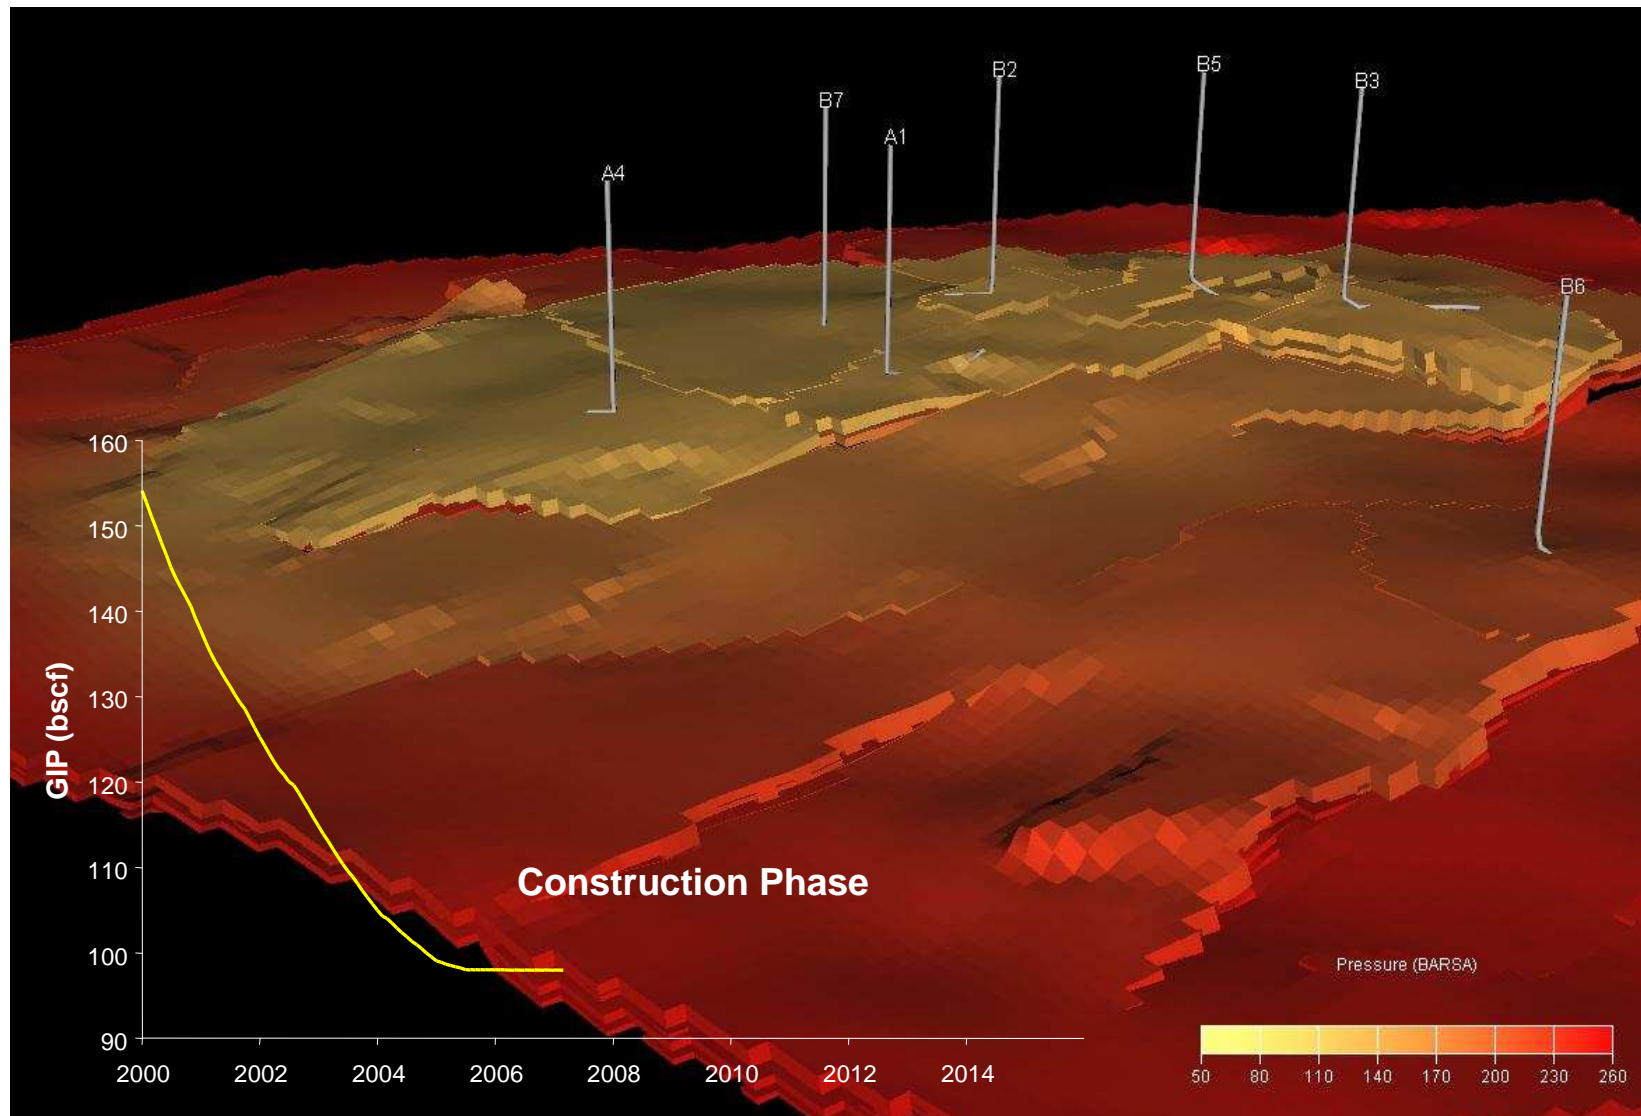 B2
B5
B3
B7
A1
A4
B6
160
150
140
130
120
110
100
90
GIP (bscf)
Construction Phase
2000 2002 2004 2006 2008 2010 2012 2014
Pressure (BARSA)
50 80 110 140 170 200 230 260